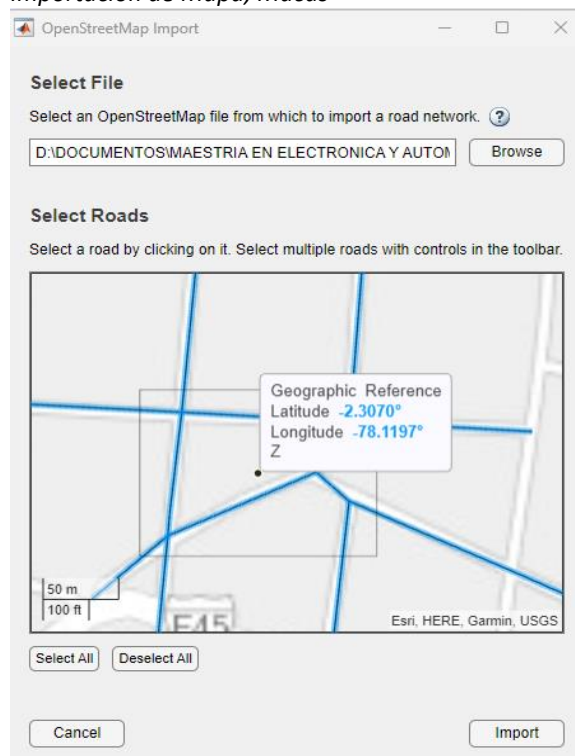 Importación de Mapa, Macas
OpenStreetMap Import
Select File
Select an OpenStreetMap file from which to import a road network. ?
D:\DOCUMENTOS\MAESTRIA EN ELECTRONICA Y AUTOM
Browse
Select Roads
Select a road by clicking on it. Select multiple roads with controls in the toolbar.
Geographic Reference
Latitude -2.3070°
Longitude -78.1197°
Z
50 m
100 ft
E45
Esri, HERE, Garmin, USGS
Select All Deselect All
Cancel Import